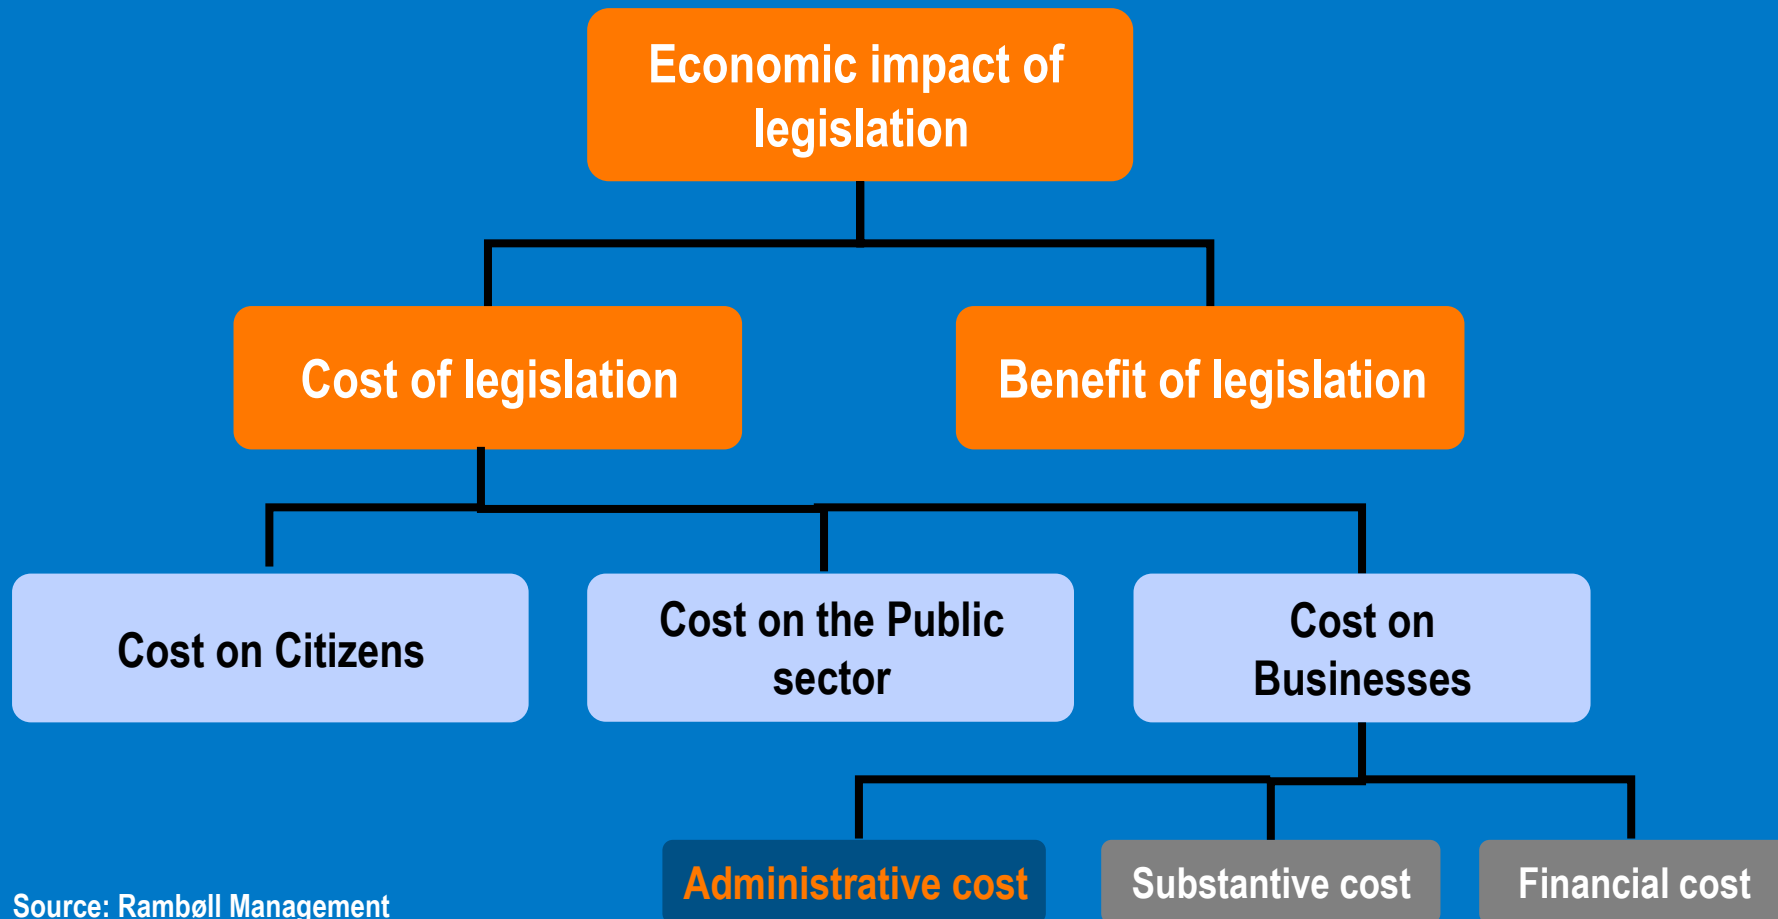 Economic impact of
legislation
Cost of legislation
Benefit of legislation
Cost on Citizens
Cost on the Public
sector
Cost on
Businesses
Administrative cost
Substantive cost
Financial cost
Source: Rambøll Management